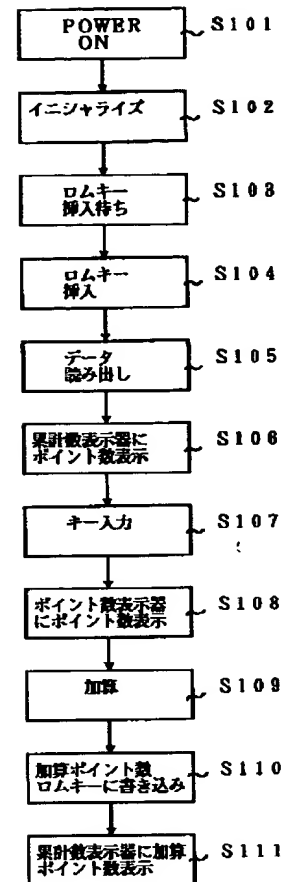 POWER
ON
S101
イニシャライズ
S102
ロムキー
挿入待ち
S103
ロムキー
挿入
S104
データ
読み出し
S105
累計数表示器に
ポイント数表示
S106
キー入力
S107
ポイント数表示器
にポイント数表示
S108
加算
S109
加算ポイント数
ロムキーに書き込み
S110
累計数表示器に加算
ポイント数表示
S111